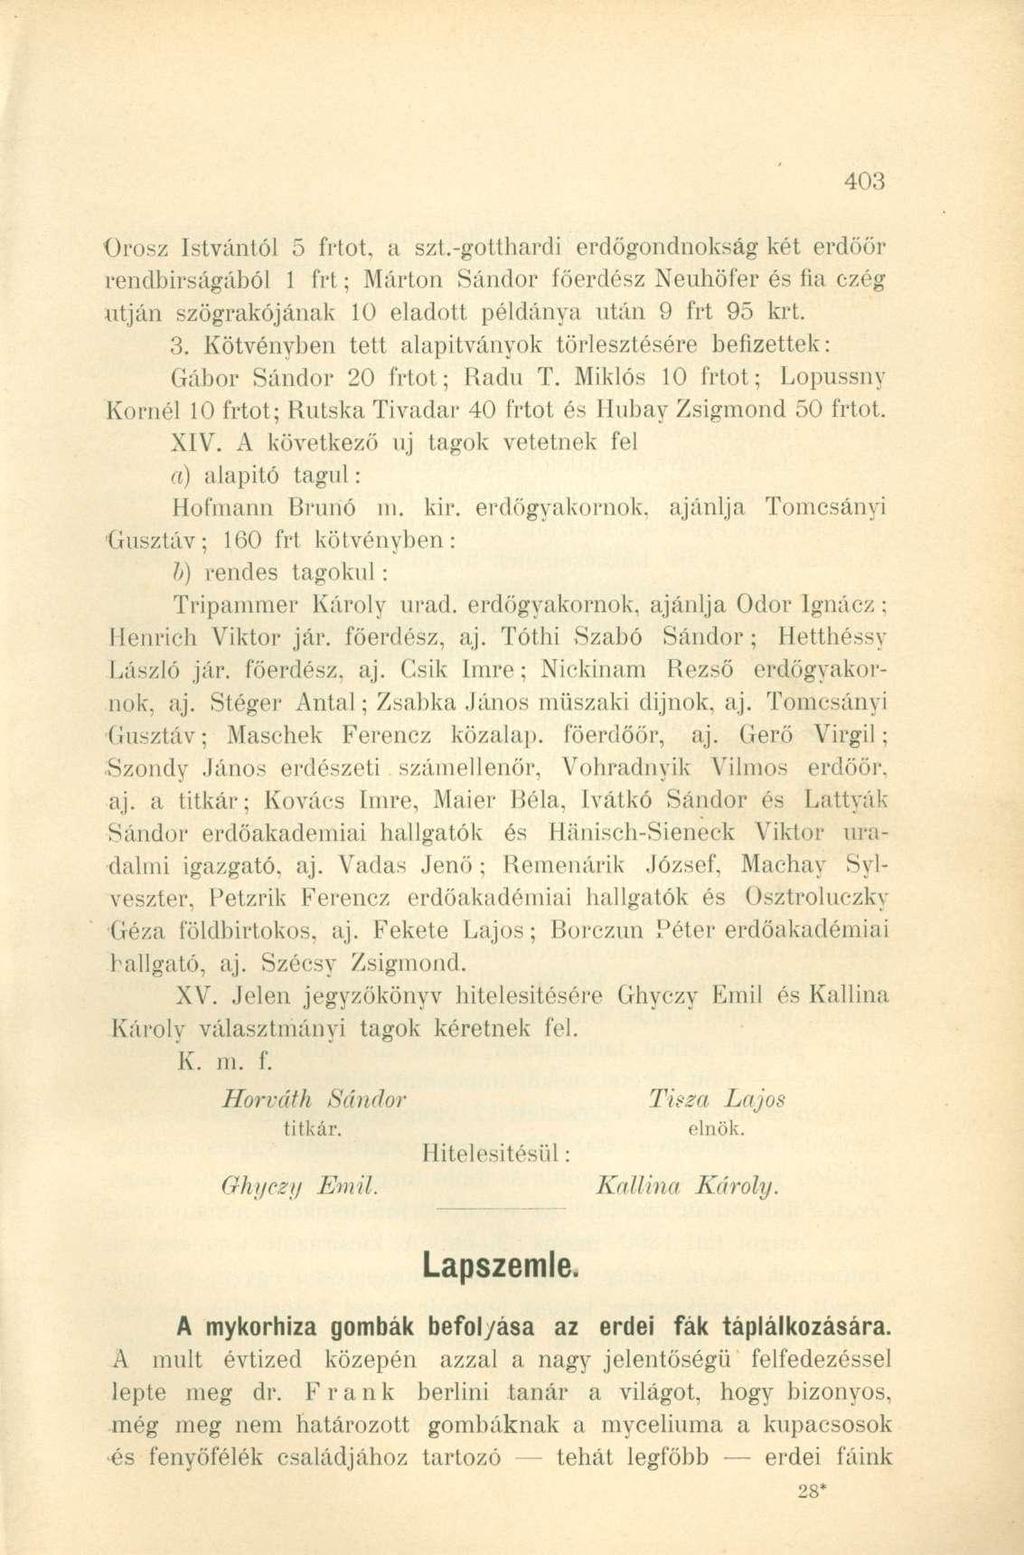 403
Orosz Istvántól 5 frtot, a szt.-gotthardi erdőgondnokság két erdőőr
rendbirságából 1 frt; Márton Sándor főerdész Neuhöfer és fia czég
utján szögrakójának 10 eladott példánya után 9 frt 95 krt.
3. Kötvényben tett alapitványok törlesztésére befizettek:
Gábor Sándor 20 frtot; Radu T. Miklós 10 frtot; Lopussny
Kornél 10 frtot; Rutska Tivadar 40 frtot és Hubay Zsigmond 50 frtot.
XIV. A következő uj tagok vetetnek fel
a) alapitó tagul:
Hofmann Brunó m. kir. erdőgyakornok, ajánlja Tomcsányi
Gusztáv; 160 frt kötvényben:
b) rendes tagokul:
Tripammer Károly urad. erdőgyakornok, ajánlja Odor Ignácz;
Henrich Viktor jár. főerdész, aj. Tóthi Szabó Sándor; Hetthéssy
László jár. főerdész, aj. Csik Imre; Nickinam Rezső erdőgyakor-
nok, aj. Stéger Antal; Zsabka János müszaki dijnok, aj. Tomcsányi
Gusztáv; Maschek Ferencz közalap. főerdőőr, aj. Gerő Virgil;
Szondy János erdészeti számellenőr, Vohradnyik Vilmos erdőőr,
aj. a titkár; Kovács Imre, Maier Béla, Ivátkó Sándor és Lattyák
Sándor erdőakademiai hallgatók és Hänisch-Sieneck Viktor ura-
dalmi igazgató, aj. Vadas Jenő; Remenárik József, Machay Syl-
veszter, Petzrik Ferencz erdőakadémiai hallgatók és Osztroluczky
Géza földbirtokos, aj. Fekete Lajos; Borczun Péter erdőakadémiai
hallgató, aj. Szécsy Zsigmond.
XV. Jelen jegyzőkönyv hitelesitésére Ghyczy Emil és Kallina
Károly választmányi tagok kéretnek fel.
K. m. f.
Horváth Sándor Tisza Lajos
titkár. elnök.
Hitelesitésül:
Ghyczy Emil. Kallina Károly.
Lapszemle.
A mykorhiza gombák befolyása az erdei fák táplálkozására.
A mult évtized közepén azzal a nagy jelentőségü felfedezéssel
lepte meg dr. Frank berlini tanár a világot, hogy bizonyos,
még meg nem határozott gombáknak a myceliuma a kupacsosok
és fenyőfélék családjához tartozó — tehát legfőbb — erdei fáink
28*